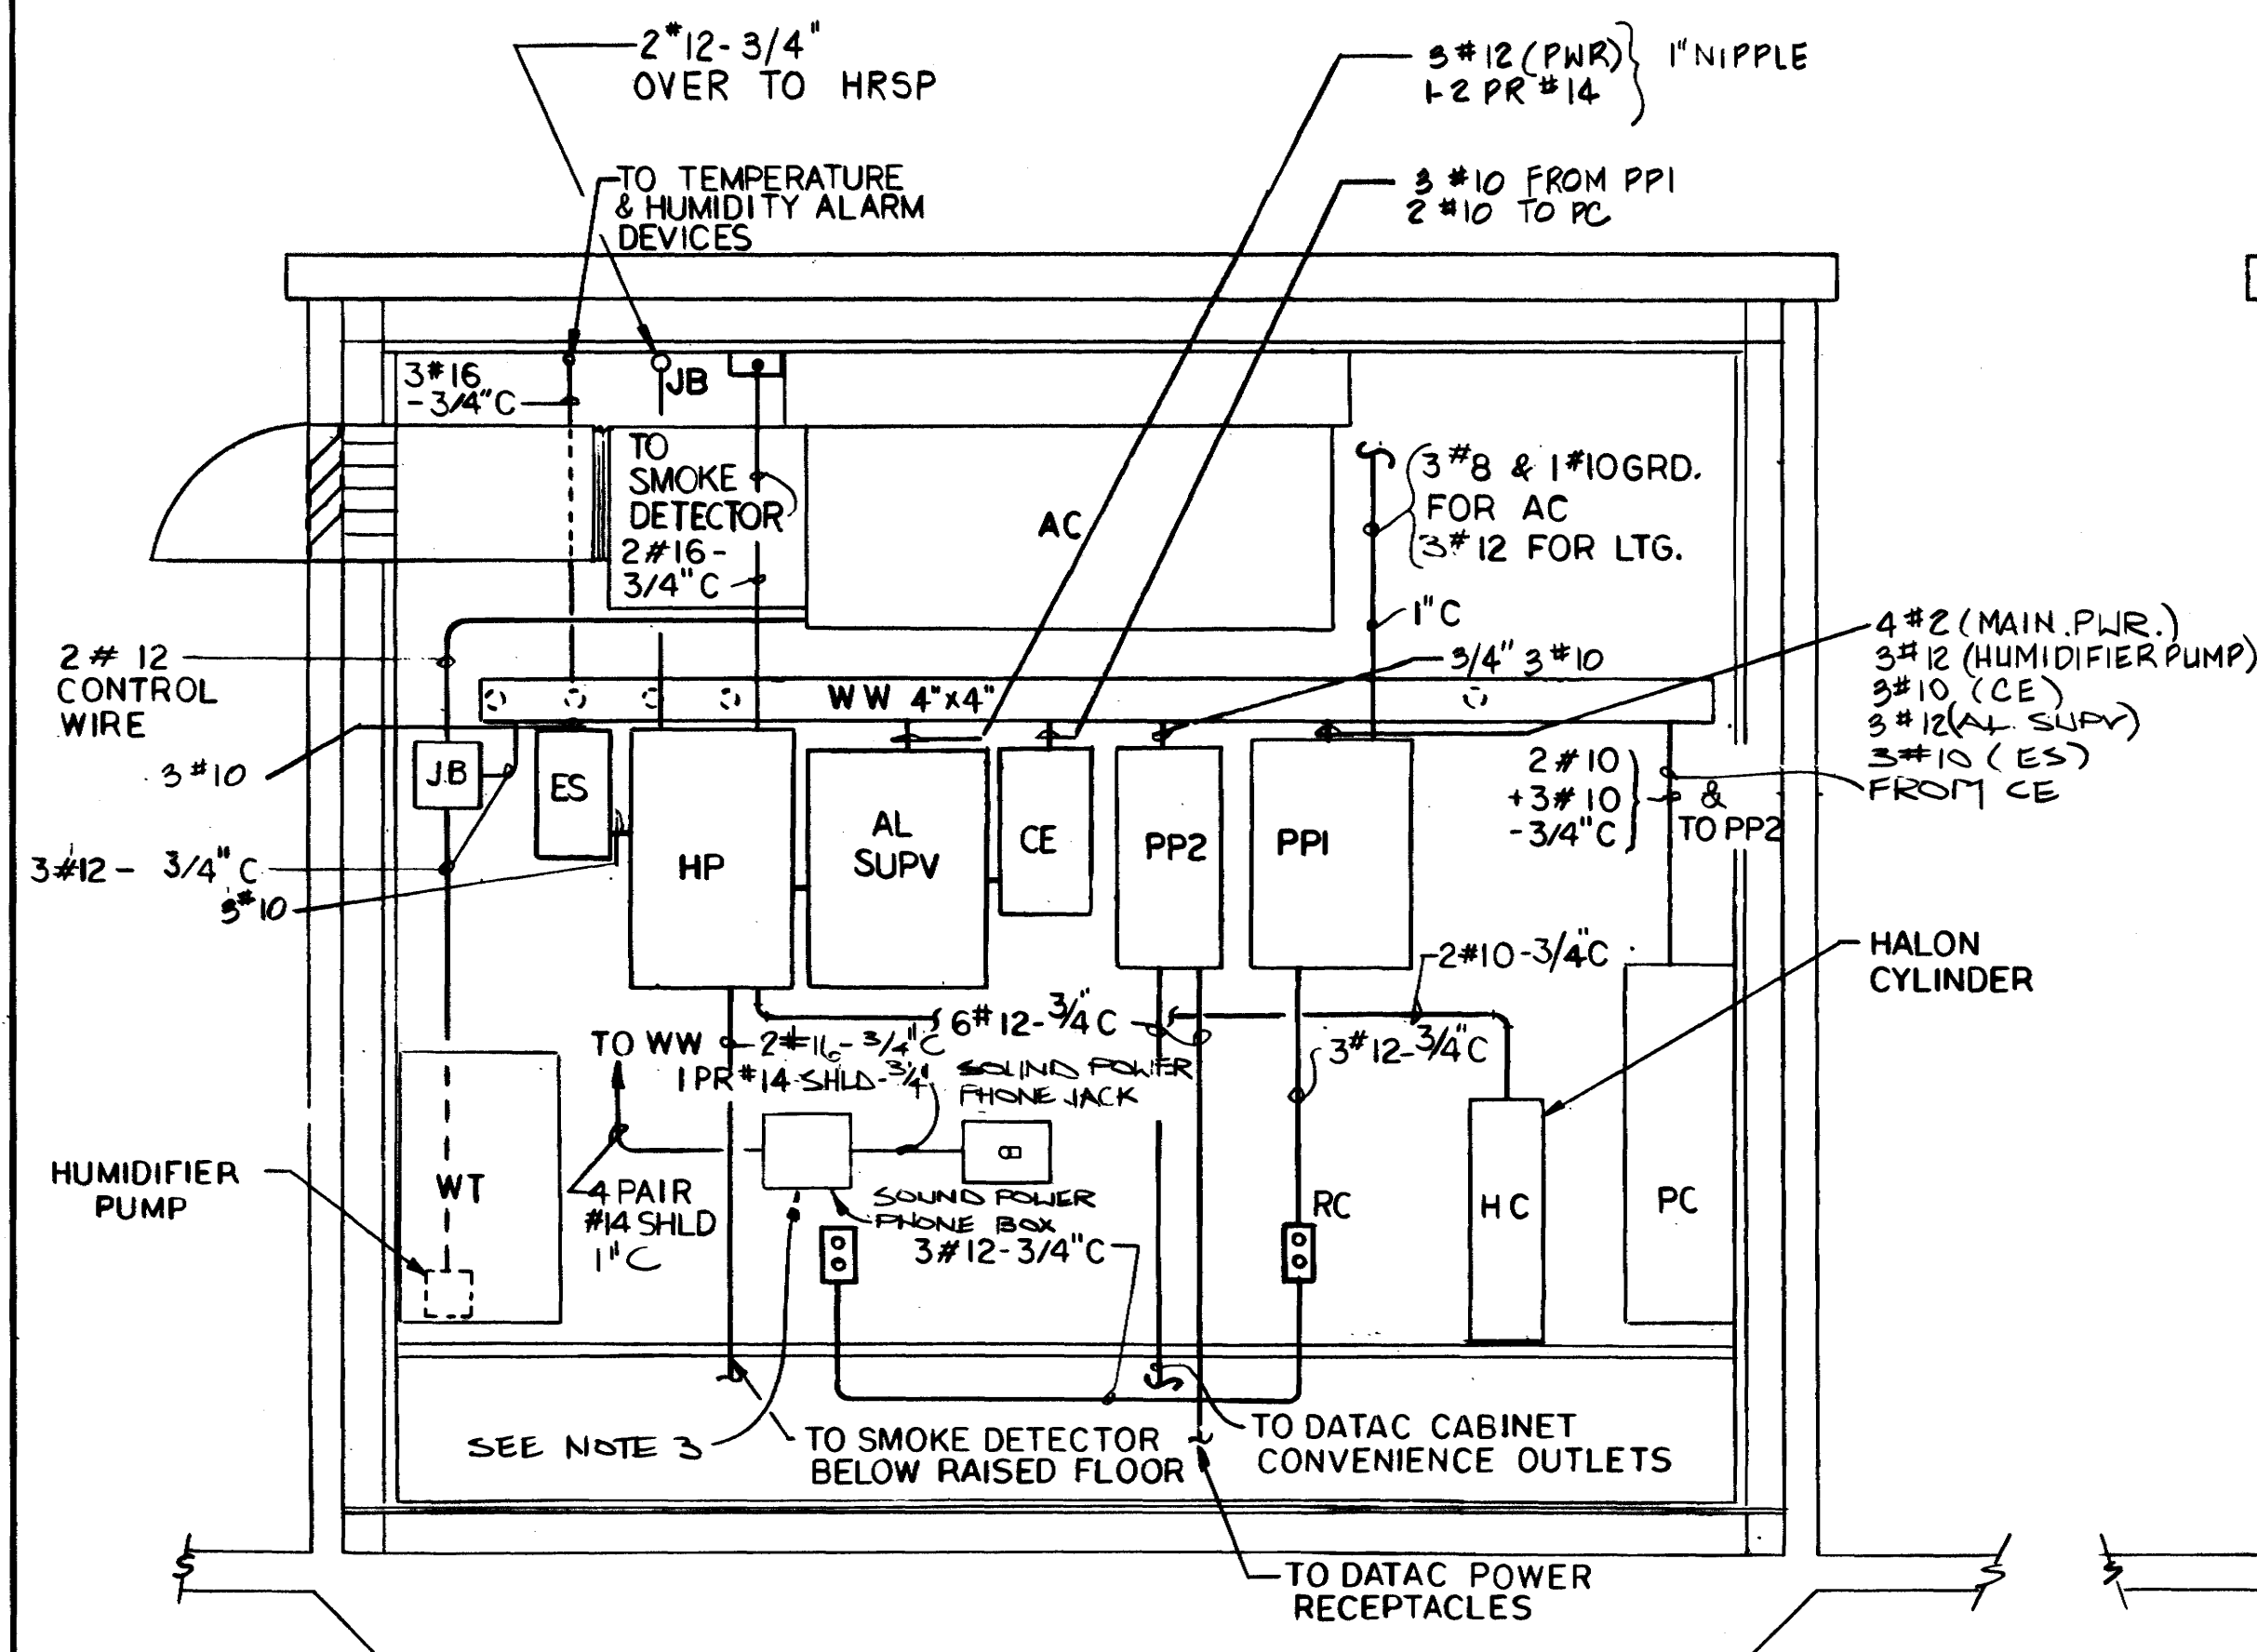 2#12-3/4"
OVER TO HRSP
3#12 (PWR)} 1" NIPPLE
1-2 PR #14
TO TEMPERATURE
& HUMIDITY ALARM
DEVICES
3 #10 FROM PP1
2 #10 TO PC
3#16
-3/4"C
JB
TO
SMOKE
DETECTOR
2#16-
3/4"C
AC
3#8 & 1#10GRD.
FOR AC
3#12 FOR LTG.
1"C
2 # 12
CONTROL
WIRE
3/4" 3#10
WW 4"x4"
4#2 (MAIN.PWR.)
3#12 (HUMIDIFIER PUMP)
3#10 (CE)
3#12 (AL. SUPV)
3#10 (ES)
FROM CE
3#10
JB
ES
HP
AL
SUPV
CE
PP2
PP1
2#10
+3#10
-3/4"C
&
TO PP2
3#12- 3/4"C
3#10
2#10-3/4"C
HALON
CYLINDER
6#12-3/4"C
TO WW
2#16-3/4"C
1 PR #14 SHLD-3/4"
SOUND POWER
PHONE JACK
3#12-3/4"C
HUMIDIFIER
PUMP
WT
4 PAIR
#14 SHLD
1"C
SOUND POWER
PHONE BOX
3#12-3/4"C
RC
HC
PC
SEE NOTE 3
TO SMOKE DETECTOR
BELOW RAISED FLOOR
TO DATAC CABINET
CONVENIENCE OUTLETS
TO DATAC POWER
RECEPTACLES